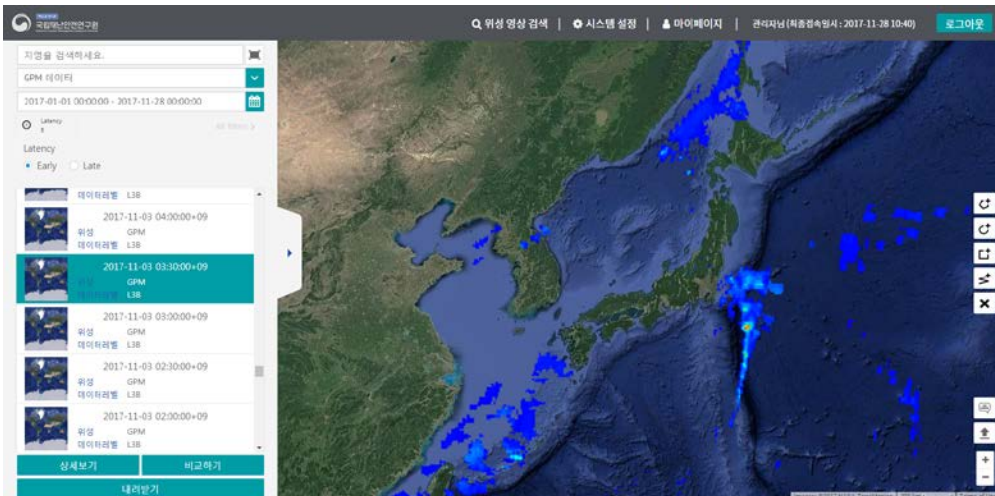 국립재난안전연구원
위성 영상 검색 | 시스템 설정 | 마이페이지 | 관리자님 (최종접속일시 : 2017-11-28 10:40) 로그아웃
지명을 검색하세요.
GPM 데이터
2017-01-01 00:00:00 - 2017-11-28 00:00:00
Latency
E
Latency
Early Late
데이터레벨 L3B
2017-11-03 04:00:00+09
위성 GPM
데이터레벨 L3B
2017-11-03 03:30:00+09
위성 GPM
데이터레벨 L3B
2017-11-03 03:00:00+09
위성 GPM
데이터레벨 L3B
2017-11-03 02:30:00+09
위성 GPM
데이터레벨 L3B
2017-11-03 02:00:00+09
위성 GPM
데이터레벨 L3B
상세보기 비교하기
내려받기